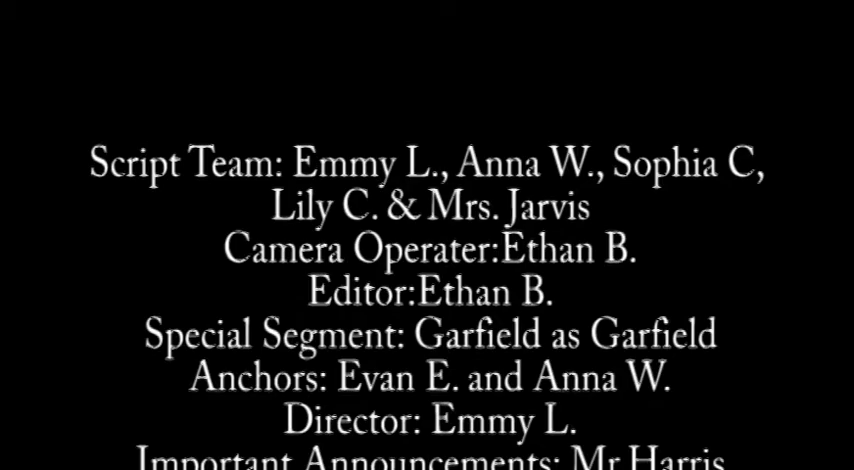 Script Team: Emmy L., Anna W., Sophia C,
Lily C. & Mrs. Jarvis
Camera Operater:Ethan B.
Editor:Ethan B.
Special Segment: Garfield as Garfield
Anchors: Evan E. and Anna W.
Director: Emmy L.
Important Announcements: Mr.Harris